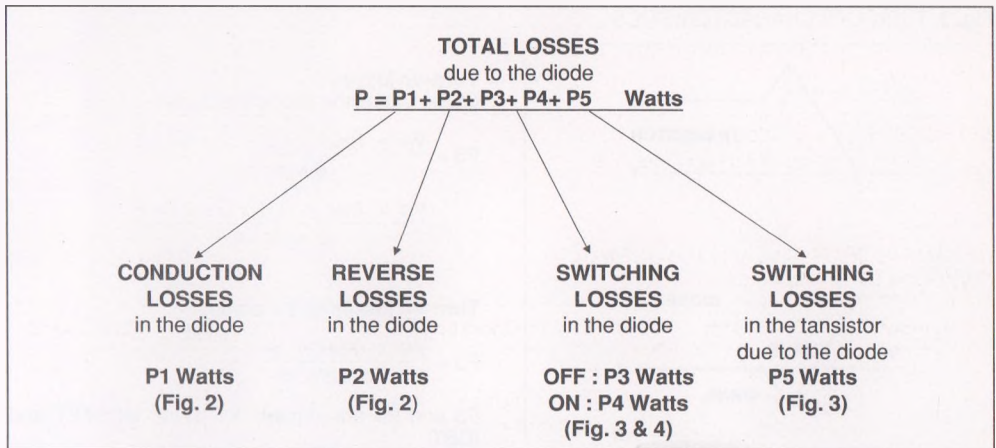 TOTAL LOSSES
due to the diode
P = P1+ P2+ P3+ P4+ P5 Watts
CONDUCTION
LOSSES
in the diode
P1 Watts
(Fig. 2)
REVERSE
LOSSES
in the diode
P2 Watts
(Fig. 2)
SWITCHING
LOSSES
in the diode
OFF : P3 Watts
ON : P4 Watts
(Fig. 3 & 4)
SWITCHING
LOSSES
in the tansistor
due to the diode
P5 Watts
(Fig. 3)